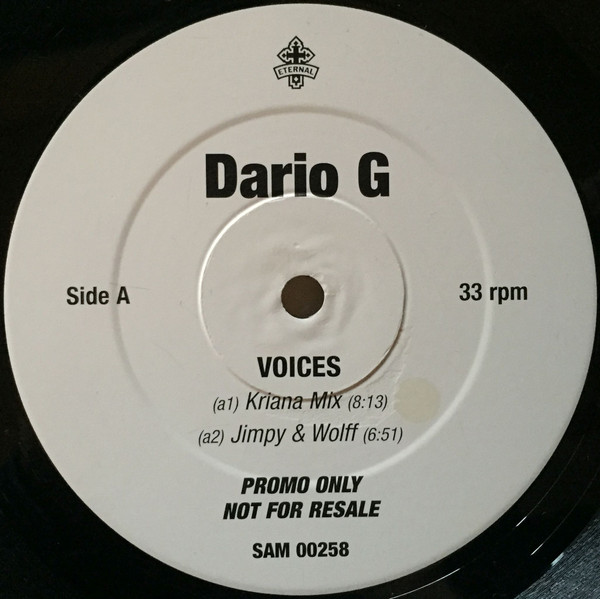 ETERNAL
Dario G
Side A
33 rpm
VOICES
(a1) Kriana Mix (8:13)
(a2) Jimpy & Wolff (6:51)
PROMO ONLY
NOT FOR RESALE
SAM 00258